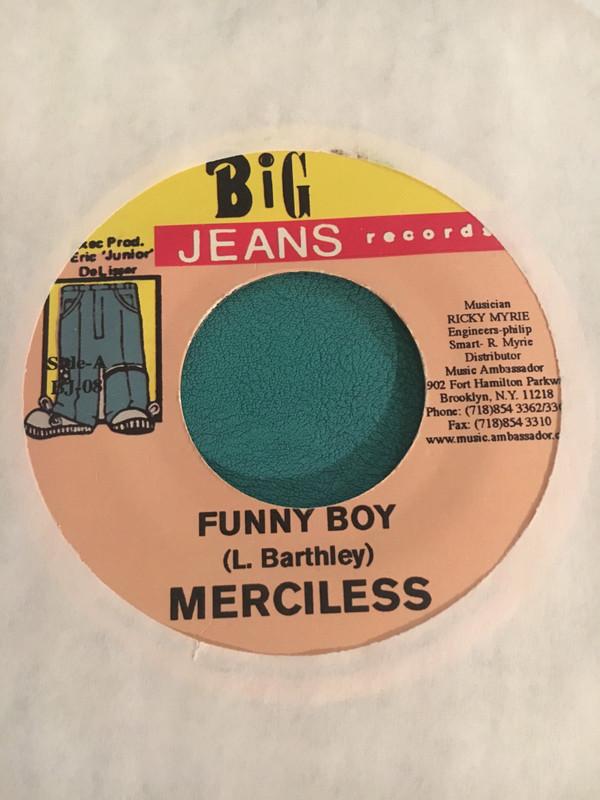 BiG
JEANS records
Exec Prod.
Eric 'Junior'
DeLisser
Side-A
BJ-08
Musician
RICKY MYRIE
Engineers-philip
Smart- R. Myrie
Distributor
Music Ambassador
902 Fort Hamilton Parkw
Brooklyn, N.Y. 11218
Phone: (718)854 3362/33
Fax: (718)854 3310
www.music.ambassador.c
FUNNY BOY
(L. Barthley)
MERCILESS